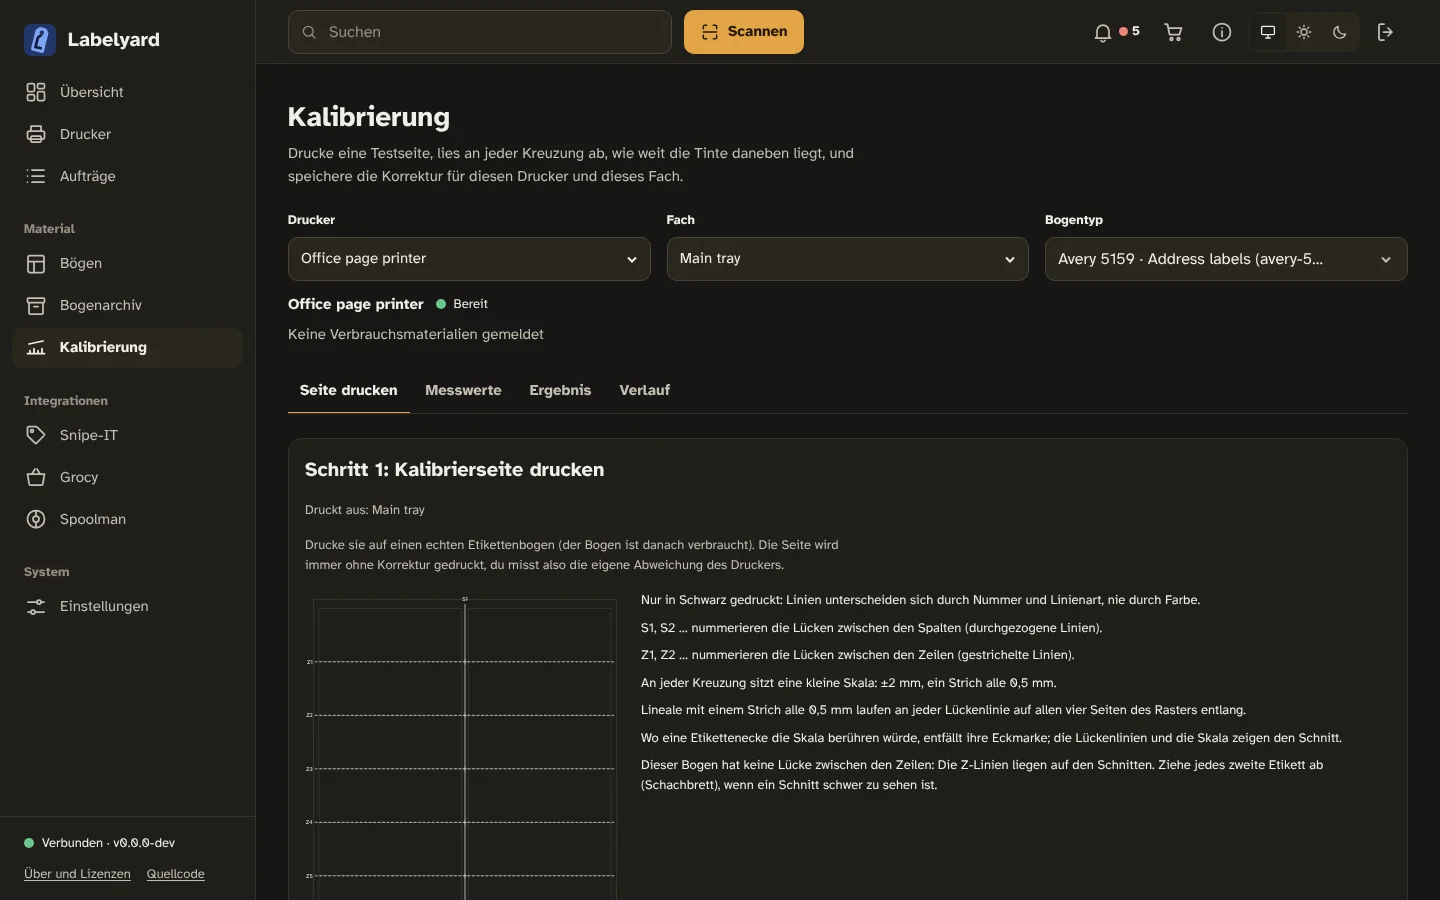 Labelyard
Suchen
Scannen
5
Übersicht
Drucker
Aufträge
Material
Bögen
Bogenarchiv
Kalibrierung
Integrationen
Snipe-IT
Grocy
Spoolman
System
Einstellungen
Verbunden · v0.0.0-dev
Über und Lizenzen
Quellcode
Kalibrierung
Drucke eine Testseite, lies an jeder Kreuzung ab, wie weit die Tinte daneben liegt, und
speichere die Korrektur für diesen Drucker und dieses Fach.
Drucker
Fach
Bogentyp
Office page printer
Main tray
Avery 5159 · Address labels (avery-5...
Office page printer
Bereit
Keine Verbrauchsmaterialien gemeldet
Seite drucken
Messwerte
Ergebnis
Verlauf
Schritt 1: Kalibrierseite drucken
Druckt aus: Main tray
Drucke sie auf einen echten Etikettenbogen (der Bogen ist danach verbraucht). Die Seite wird
immer ohne Korrektur gedruckt, du misst also die eigene Abweichung des Druckers.
S1
Z1
Z2
Z3
Z4
Z5
Nur in Schwarz gedruckt: Linien unterscheiden sich durch Nummer und Linienart, nie durch Farbe.
S1, S2 … nummerieren die Lücken zwischen den Spalten (durchgezogene Linien).
Z1, Z2 … nummerieren die Lücken zwischen den Zeilen (gestrichelte Linien).
An jeder Kreuzung sitzt eine kleine Skala: ±2 mm, ein Strich alle 0,5 mm.
Lineale mit einem Strich alle 0,5 mm laufen an jeder Lückenlinie auf allen vier Seiten des Rasters entlang.
Wo eine Etikettenecke die Skala berühren würde, entfällt ihre Eckmarke; die Lückenlinien und die Skala zeigen den Schnitt.
Dieser Bogen hat keine Lücke zwischen den Zeilen: Die Z-Linien liegen auf den Schnitten. Ziehe jedes zweite Etikett ab
(Schachbrett), wenn ein Schnitt schwer zu sehen ist.